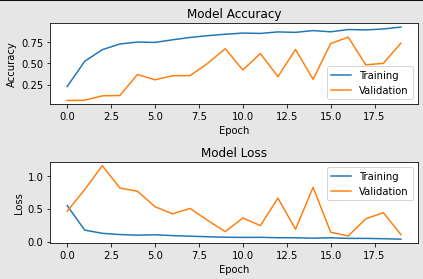 Model Accuracy
Accuracy
0.75
0.50
0.25
Training
Validation
0.0 2.5 5.0 7.5 10.0 12.5 15.0 17.5
Epoch
Model Loss
Loss
1.0
0.5
0.0
Training
Validation
0.0 2.5 5.0 7.5 10.0 12.5 15.0 17.5
Epoch